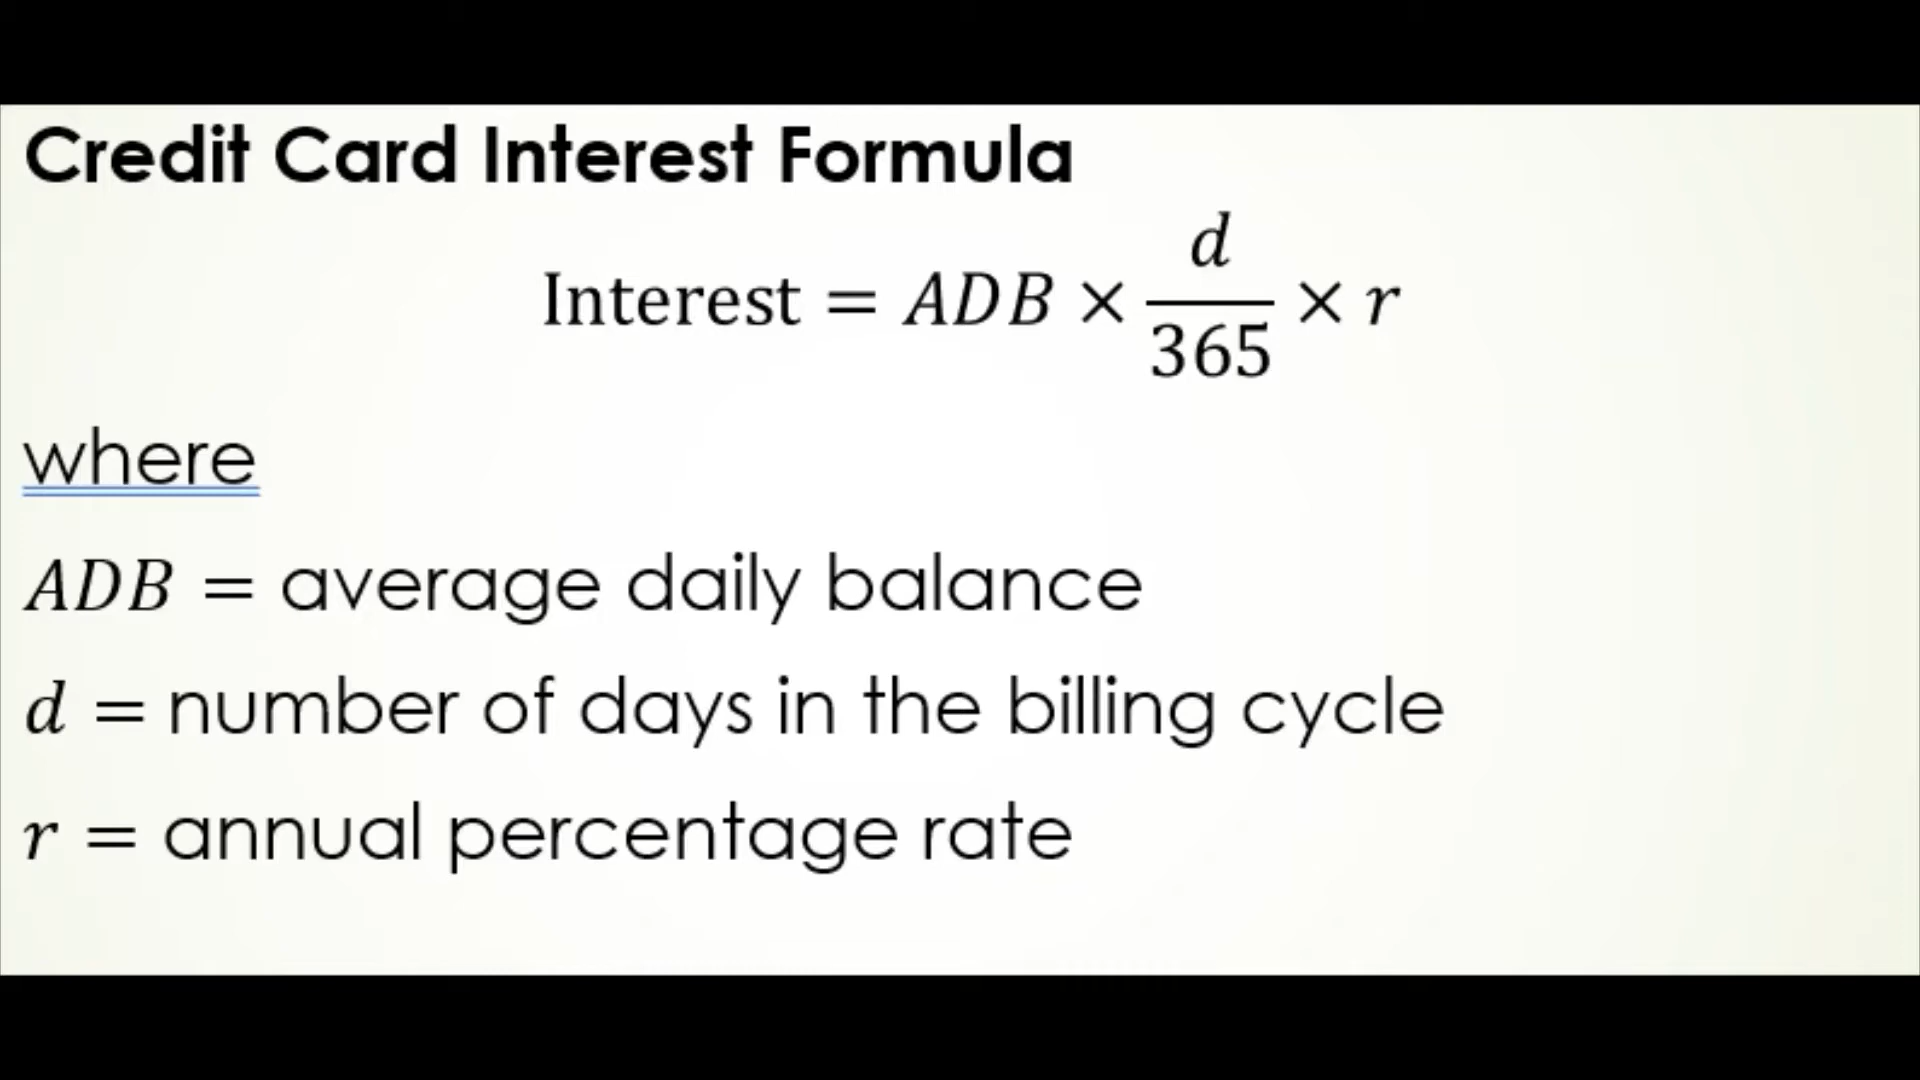 Credit Card Interest Formula
Interest = ADB × d/365 × r
where
ADB = average daily balance
d = number of days in the billing cycle
r = annual percentage rate